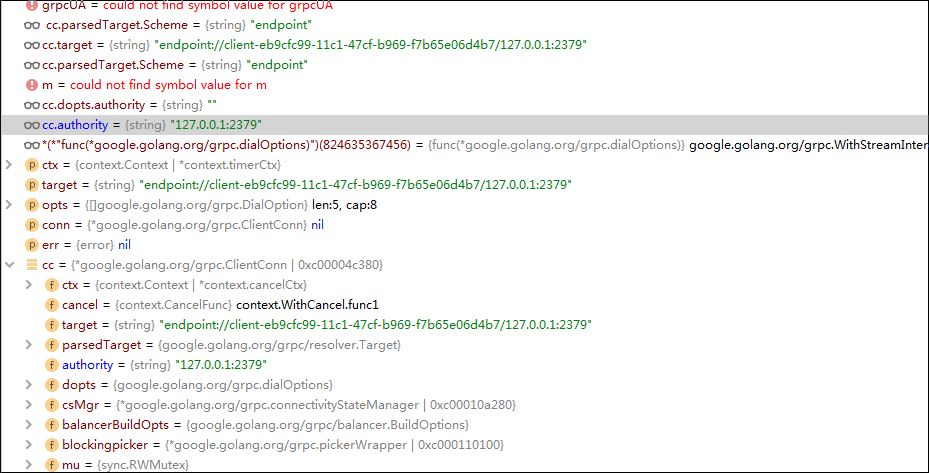 grpcUA = could not find symbol value for grpcUA
cc.parsedTarget.Scheme = {string} "endpoint"
cc.target = {string} "endpoint://client-eb9cfc99-11c1-47cf-b969-f7b65e06d4b7/127.0.0.1:2379"
cc.parsedTarget.Scheme = {string} "endpoint"
m = could not find symbol value for m
cc.dopts.authority = {string} ""
cc.authority = {string} "127.0.0.1:2379"
*(*"func(*google.golang.org/grpc.dialOptions)")(824635367456) = {func(*google.golang.org/grpc.dialOptions)} google.golang.org/grpc.WithStreamInter
ctx = {context.Context | *context.timerCtx}
target = {string} "endpoint://client-eb9cfc99-11c1-47cf-b969-f7b65e06d4b7/127.0.0.1:2379"
opts = {[]google.golang.org/grpc.DialOption} len:5, cap:8
conn = {*google.golang.org/grpc.ClientConn} nil
err = {error} nil
cc = {*google.golang.org/grpc.ClientConn | 0xc00004c380}
ctx = {context.Context | *context.cancelCtx}
cancel = {context.CancelFunc} context.WithCancel.func1
target = {string} "endpoint://client-eb9cfc99-11c1-47cf-b969-f7b65e06d4b7/127.0.0.1:2379"
parsedTarget = {google.golang.org/grpc/resolver.Target}
authority = {string} "127.0.0.1:2379"
dopts = {google.golang.org/grpc.dialOptions}
csMgr = {*google.golang.org/grpc.connectivityStateManager | 0xc00010a280}
balancerBuildOpts = {google.golang.org/grpc/balancer.BuildOptions}
blockingpicker = {*google.golang.org/grpc.pickerWrapper | 0xc000110100}
mu = {sync.RWMutex}